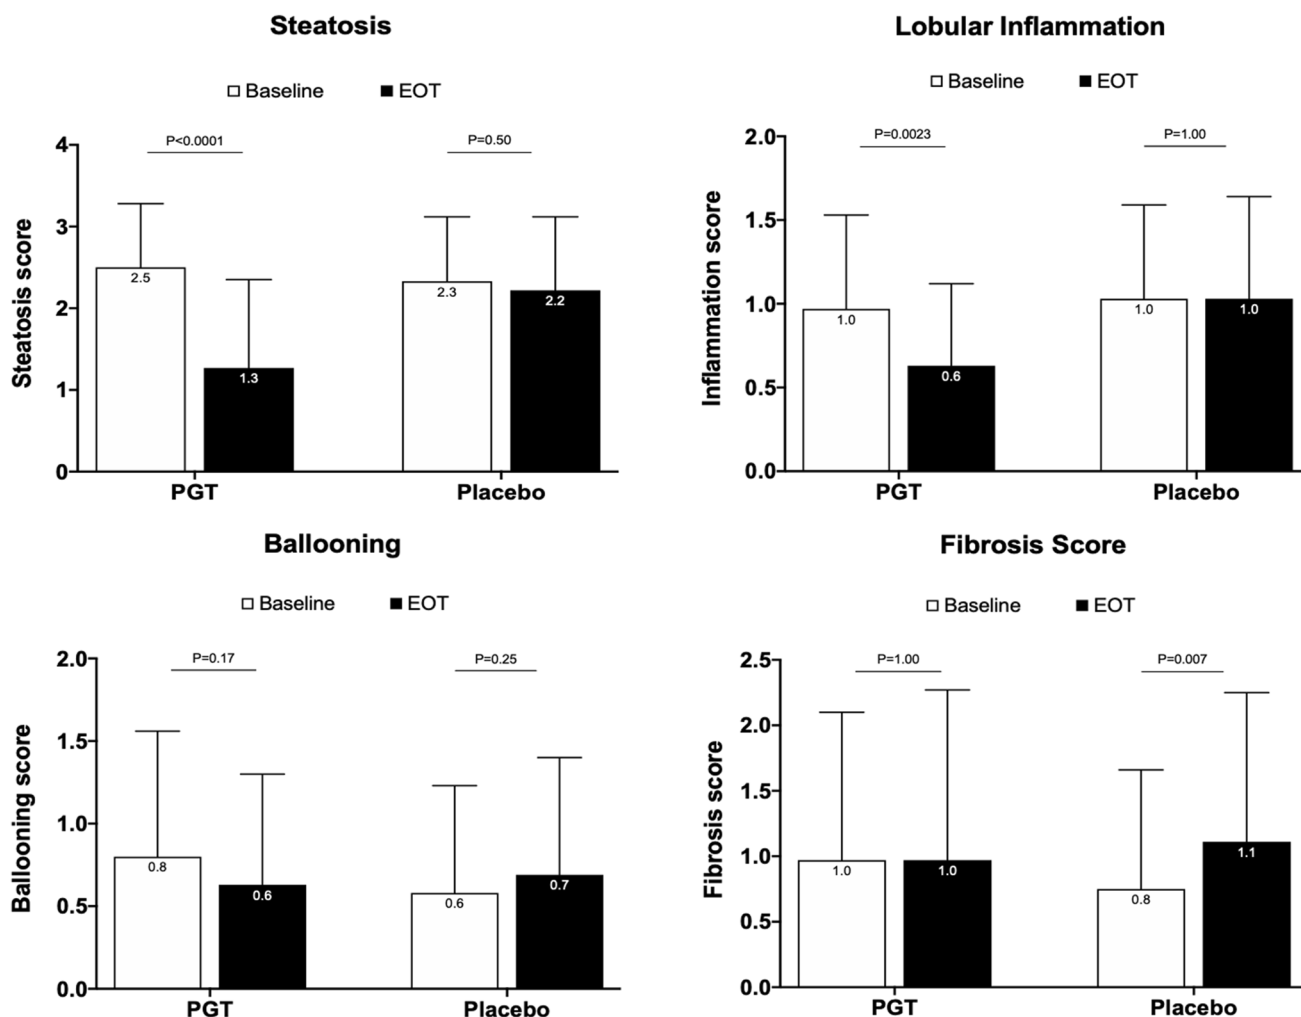 Steatosis
Baseline EOT
P<0.0001 P=0.50
Steatosis score
4
3
2
1
0
2.5 1.3 2.3 2.2
PGT Placebo
Lobular Inflammation
Baseline EOT
P=0.0023 P=1.00
Inflammation score
2.0
1.5
1.0
0.5
0.0
1.0 0.6 1.0 1.0
PGT Placebo
Ballooning
Baseline EOT
P=0.17 P=0.25
Ballooning score
2.0
1.5
1.0
0.5
0.0
0.8 0.6 0.6 0.7
PGT Placebo
Fibrosis Score
Baseline EOT
P=1.00 P=0.007
Fibrosis score
2.5
2.0
1.5
1.0
0.5
0.0
1.0 1.0 0.8 1.1
PGT Placebo